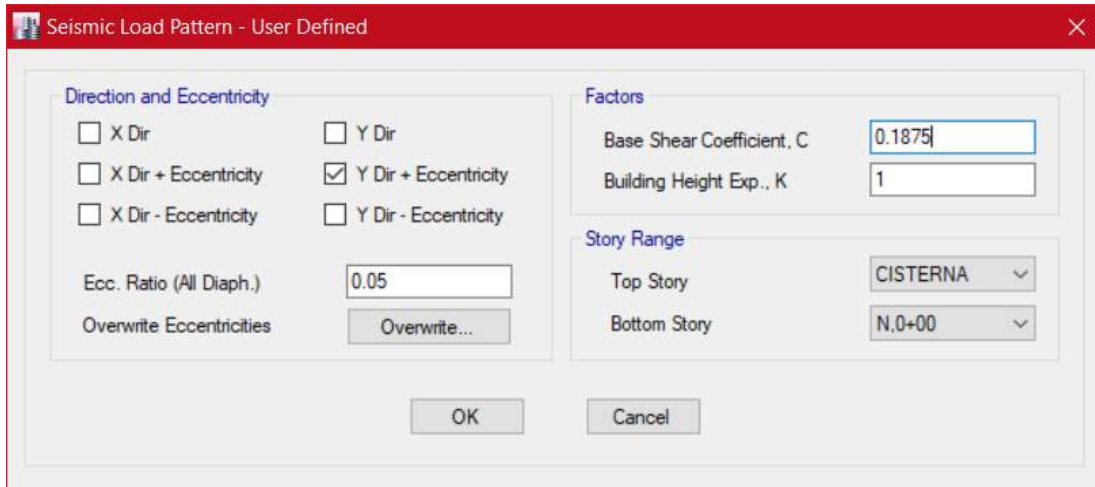 Seismic Load Pattern - User Defined
Direction and Eccentricity
X Dir
Y Dir
X Dir + Eccentricity
Y Dir + Eccentricity
X Dir - Eccentricity
Y Dir - Eccentricity
Ecc. Ratio (All Diaph.)
0.05
Overwrite Eccentricities
Overwrite...
Factors
Base Shear Coefficient, C
0.1875
Building Height Exp., K
1
Story Range
Top Story
CISTERNA
Bottom Story
N,0+00
OK
Cancel